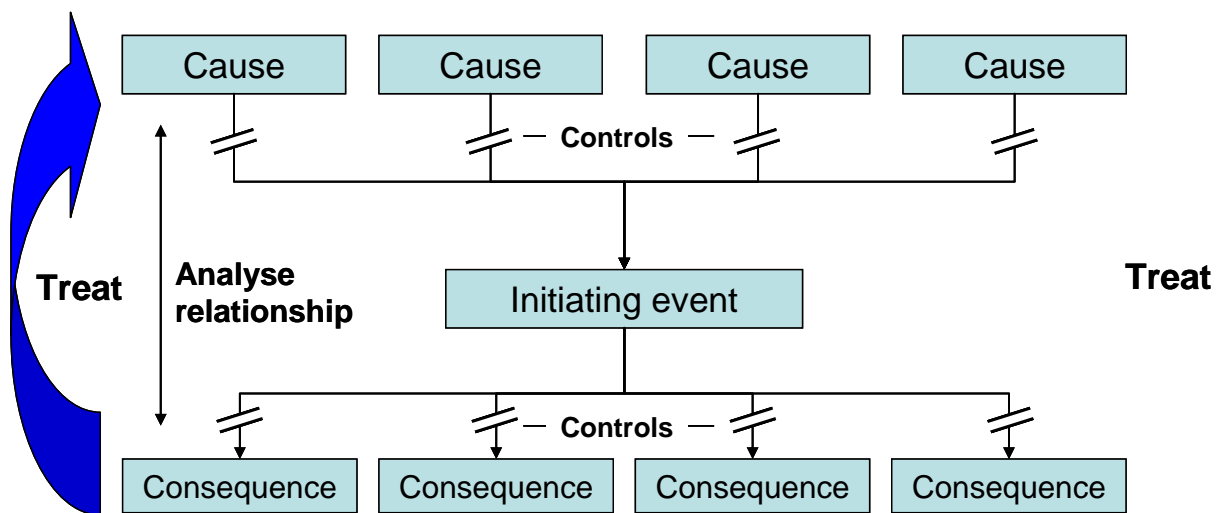 Cause Cause Cause Cause
Controls
Treat
Analyse
relationship
Initiating event
Treat
Controls
Consequence Consequence Consequence Consequence